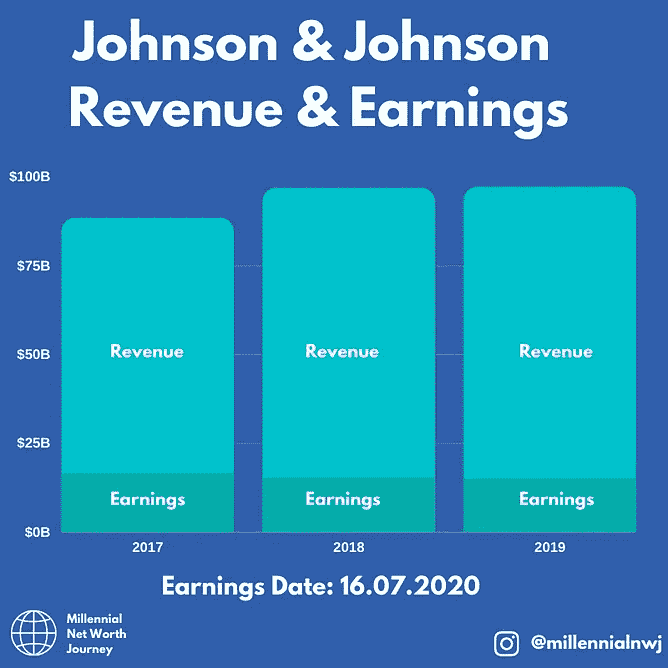 Johnson & Johnson
Revenue & Earnings
$100B
$75B
$50B
$25B
$0B
Revenue
Revenue
Revenue
Earnings
Earnings
Earnings
2017
2018
2019
Earnings Date: 16.07.2020
Millennial
Net Worth
Journey
@millennialnwj